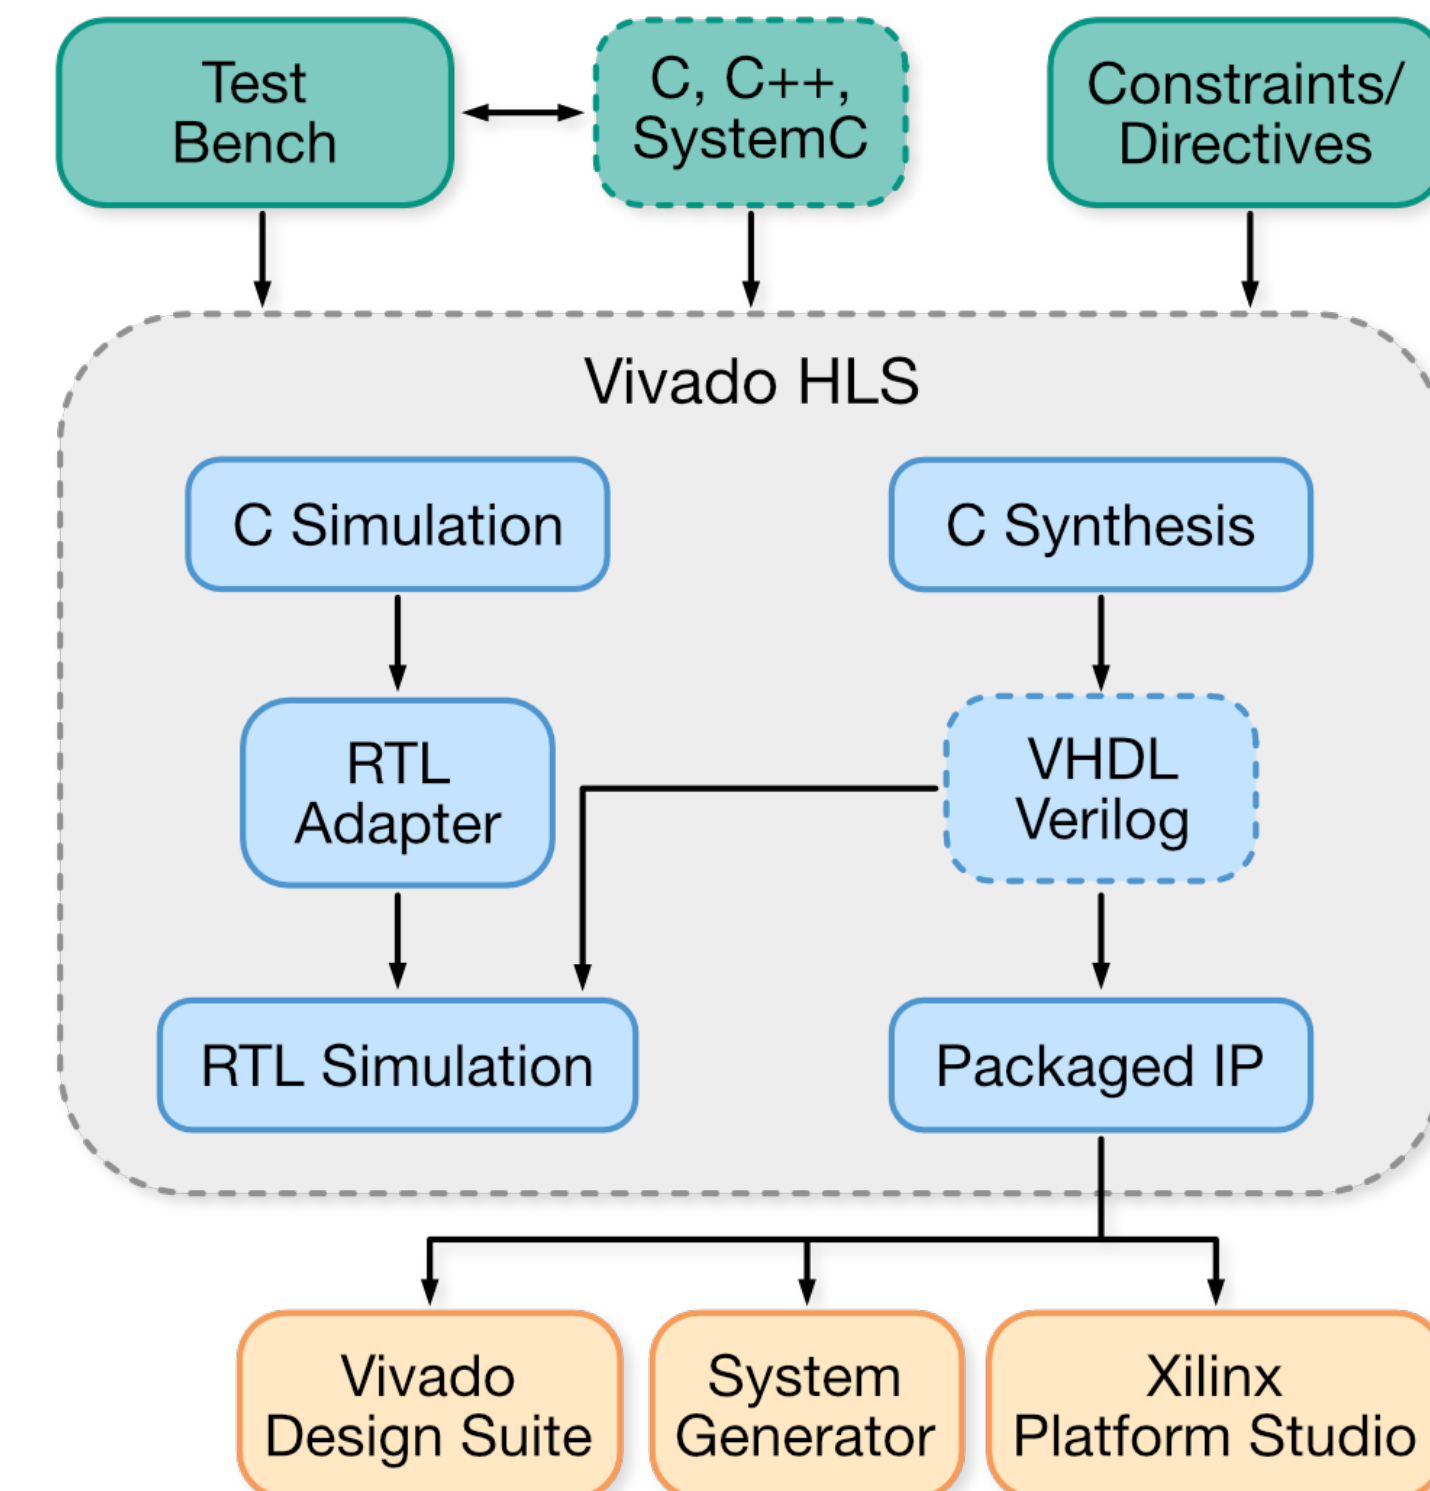 Test
Bench
C, C++,
SystemC
Constraints/
Directives
Vivado HLS
C Simulation
C Synthesis
RTL
Adapter
VHDL
Verilog
RTL Simulation
Packaged IP
Vivado
Design Suite
System
Generator
Xilinx
Platform Studio